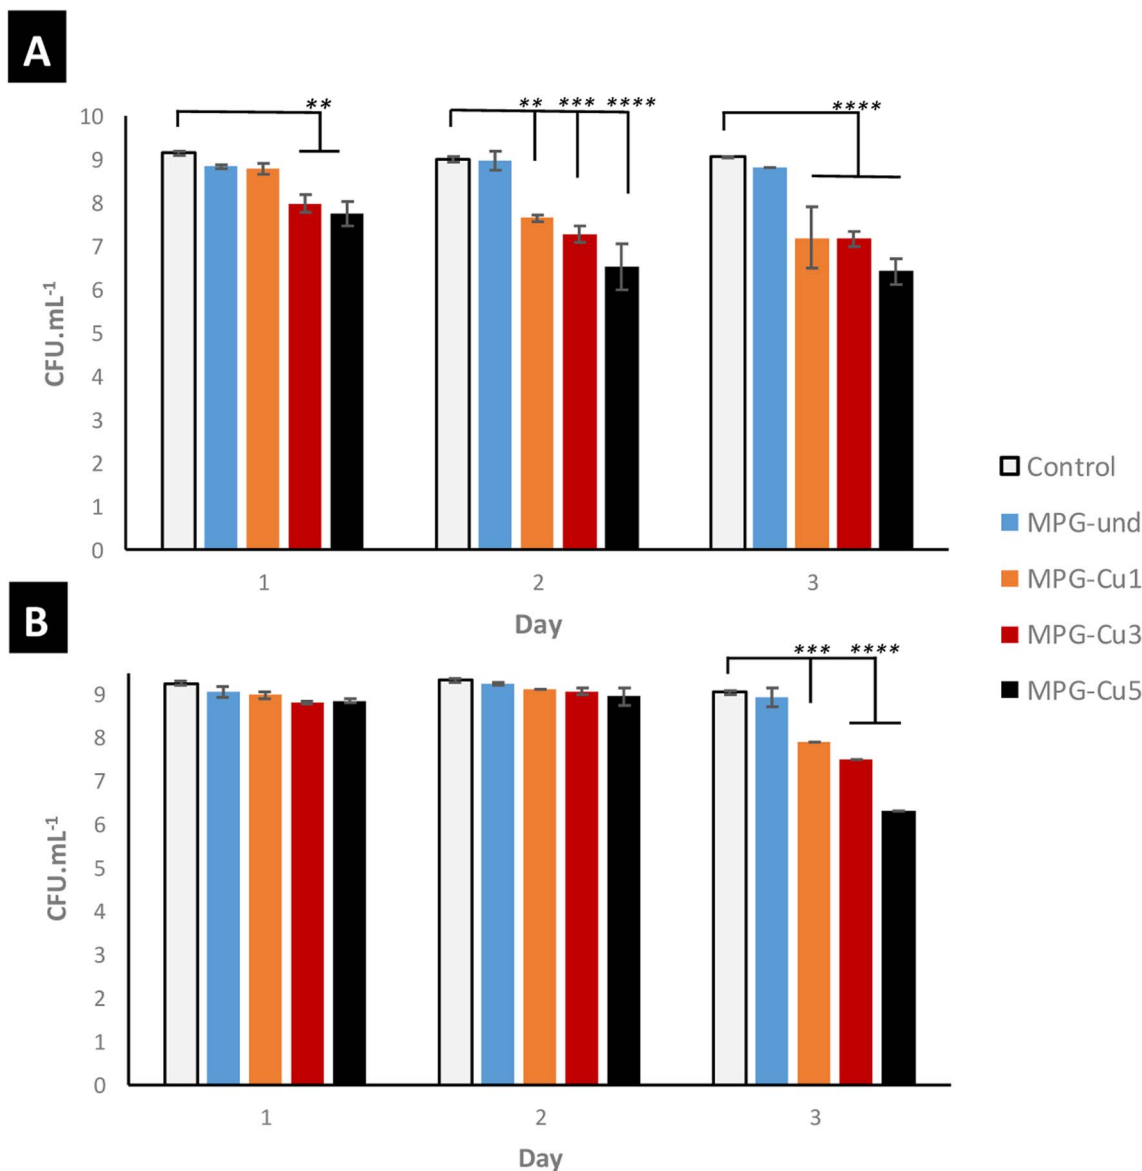 A
** ** *** **** ****
10
9
8
7
6
5
4
3
2
1
0
CFU.mL-1
1 2 3
Day
Control
MPG-und
MPG-Cu1
MPG-Cu3
MPG-Cu5
B
*** ****
9
8
7
6
5
4
3
2
1
0
CFU.mL-1
1 2 3
Day